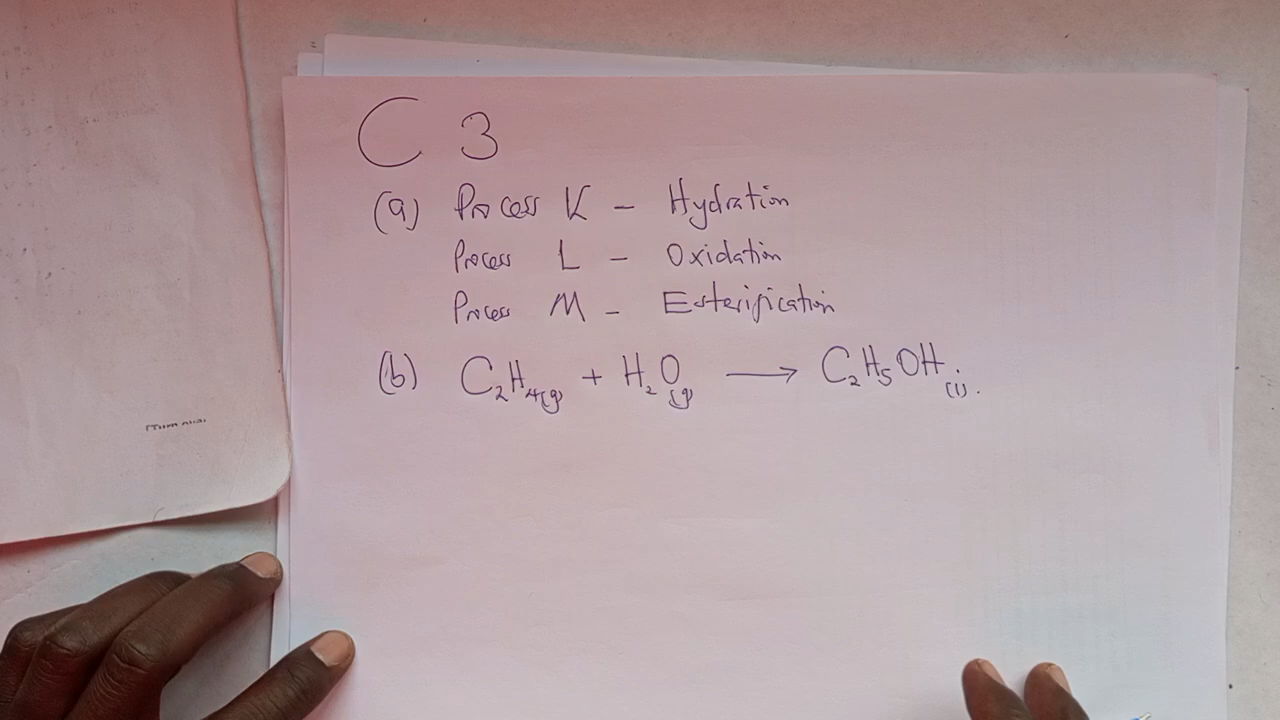 C 3
(a) Process K - Hydration
Process L - Oxidation
Process M - Esterification
(b) C₂H₄(g) + H₂O(g) ⟶ C₂H₅OH(l).